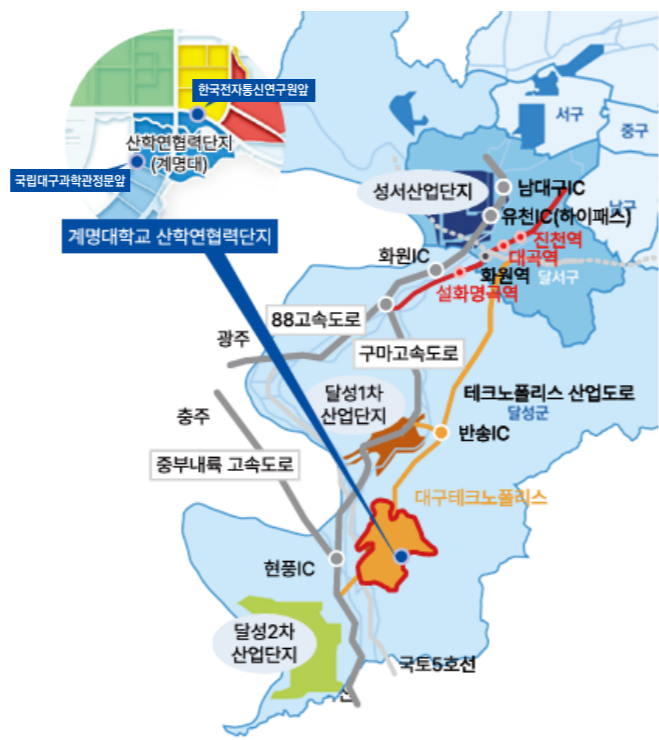 한국전자통신연구원앞
산학연협력단지
(계명대)
국립대구과학관정문앞
계명대학교 산학연협력단지
서구
중구
남구
성서산업단지
남대구IC
유천IC(하이패스)
진천역
대곡역
화원IC
화원역
달서구
설화명곡역
88고속도로
광주
구마고속도로
달성1차
산업단지
테크노폴리스 산업도로
달성군
충주
반송IC
중부내륙 고속도로
대구테크노폴리스
현풍IC
달성2차
산업단지
국토5호선